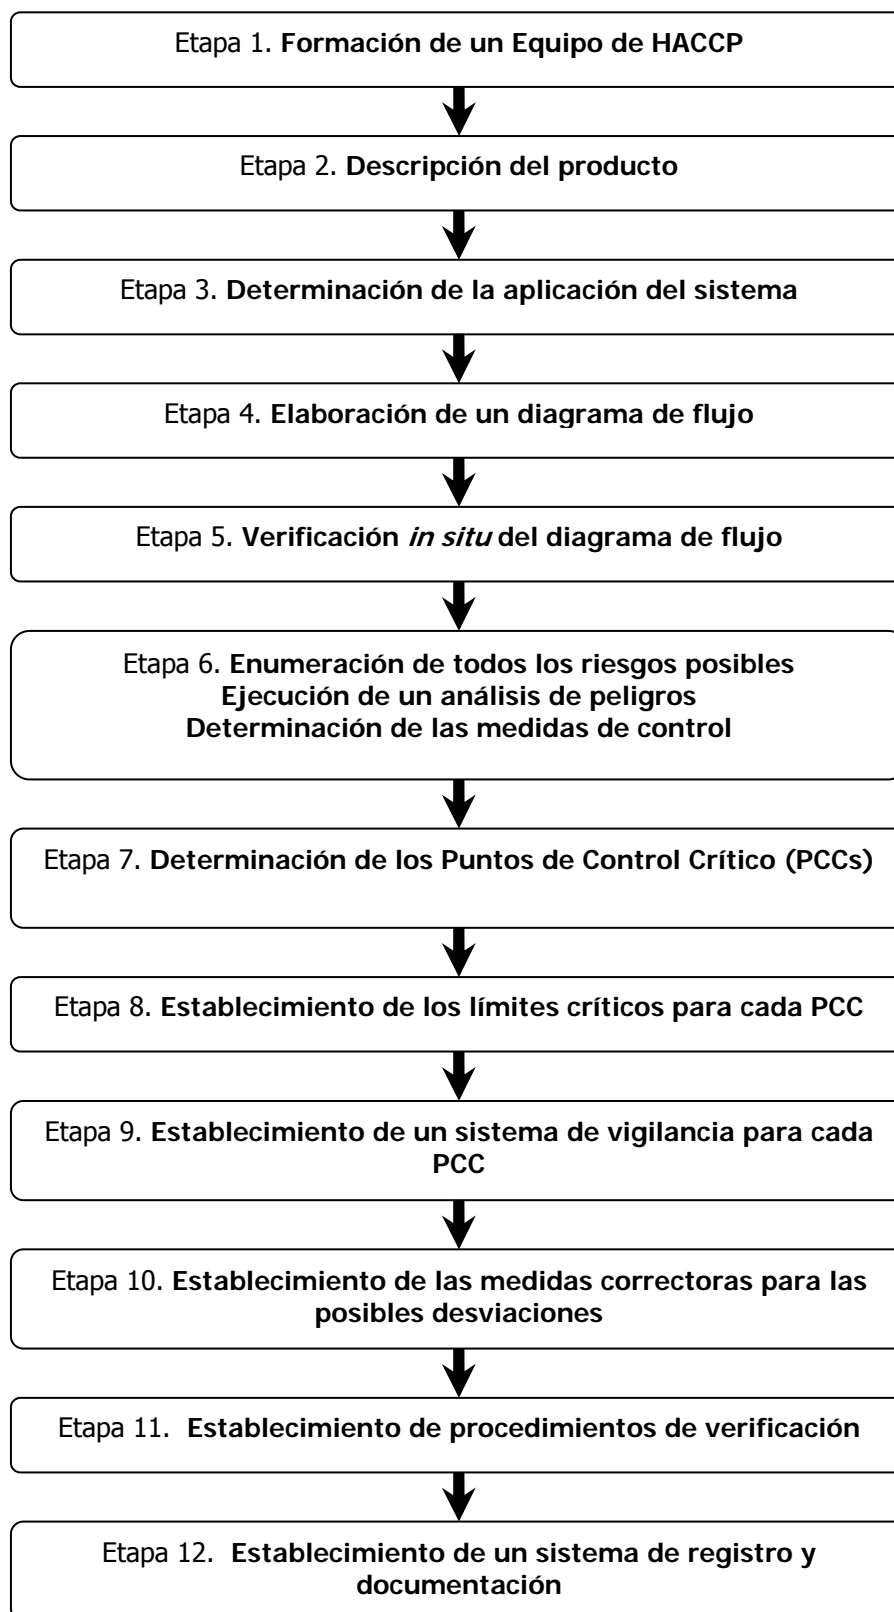 Etapa 1. Formación de un Equipo de HACCP
Etapa 2. Descripción del producto
Etapa 3. Determinación de la aplicación del sistema
Etapa 4. Elaboración de un diagrama de flujo
Etapa 5. Verificación in situ del diagrama de flujo
Etapa 6. Enumeración de todos los riesgos posibles
Ejecución de un análisis de peligros
Determinación de las medidas de control
Etapa 7. Determinación de los Puntos de Control Crítico (PCCs)
Etapa 8. Establecimiento de los límites críticos para cada PCC
Etapa 9. Establecimiento de un sistema de vigilancia para cada
PCC
Etapa 10. Establecimiento de las medidas correctoras para las
posibles desviaciones
Etapa 11. Establecimiento de procedimientos de verificación
Etapa 12. Establecimiento de un sistema de registro y
documentación